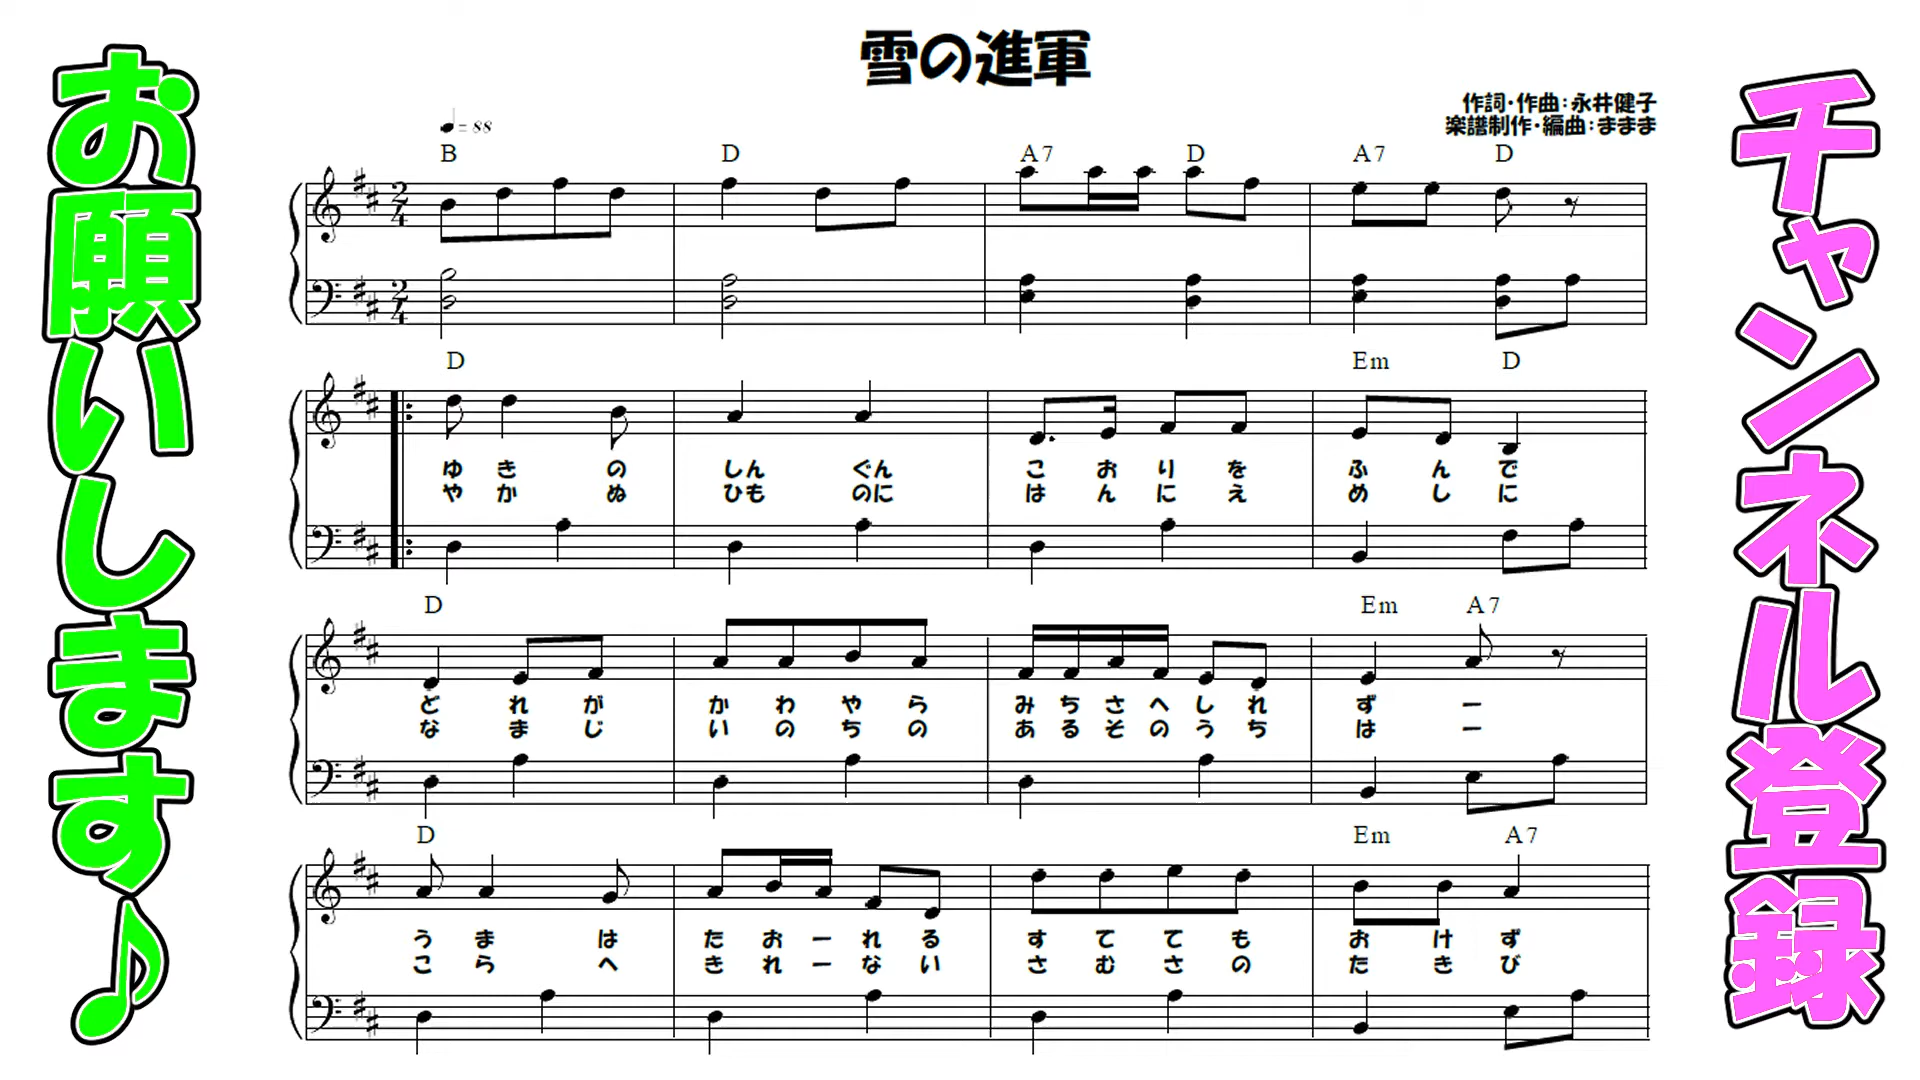 雪の進軍
作詞・作曲：永井健子
楽譜制作・編曲：ままま
= 88
B D A7 D A7 D
2 4
2 4
D Em D
ゆ き の しん ぐん こ お り を ふ ん で
や か ぬ ひも のに は ん に え め し に
D Em A7
ど れ が か わ や ら み ち さ へ し れ ず ー
な ま じ い の ち の あ る そ の う ち は ー
D Em A7
う ま は た お ー れ る す て て も お け ず
こ ら へ き れ ー な い さ む さ の た き び
チャンネル登録
お願いします♪